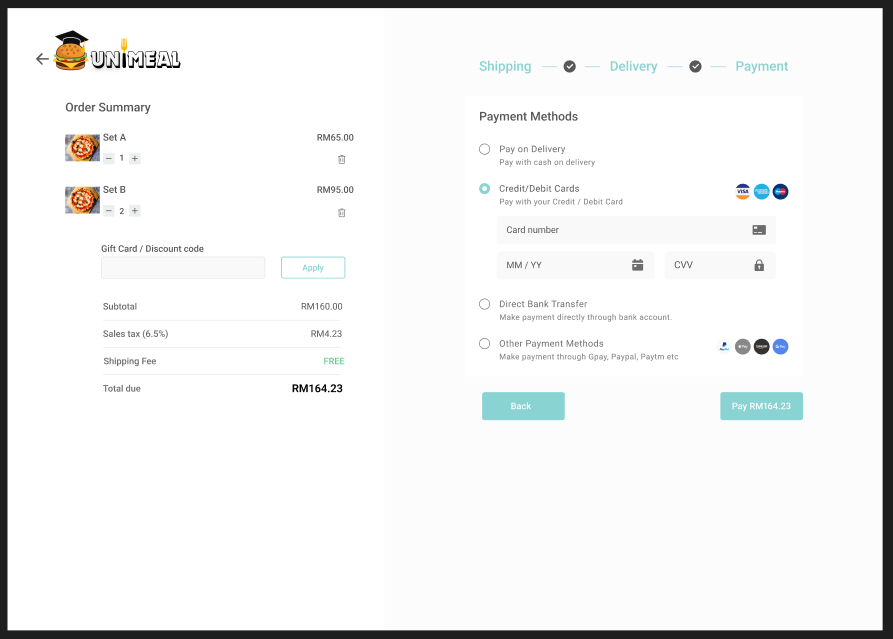 UNIMEAL
Order Summary
Set A RM65.00
1
Set B RM95.00
2
Gift Card / Discount code
Apply
Subtotal RM160.00
Sales tax (6.5%) RM4.23
Shipping Fee FREE
Total due RM164.23
Shipping Delivery Payment
Payment Methods
Pay on Delivery
Pay with cash on delivery
Credit/Debit Cards
VISA
Pay with your Credit / Debit Card
Card number
MM / YY CVV
Direct Bank Transfer
Make payment directly through bank account.
Other Payment Methods
Make payment through Gpay, Paypal, Paytm etc
Back Pay RM164.23